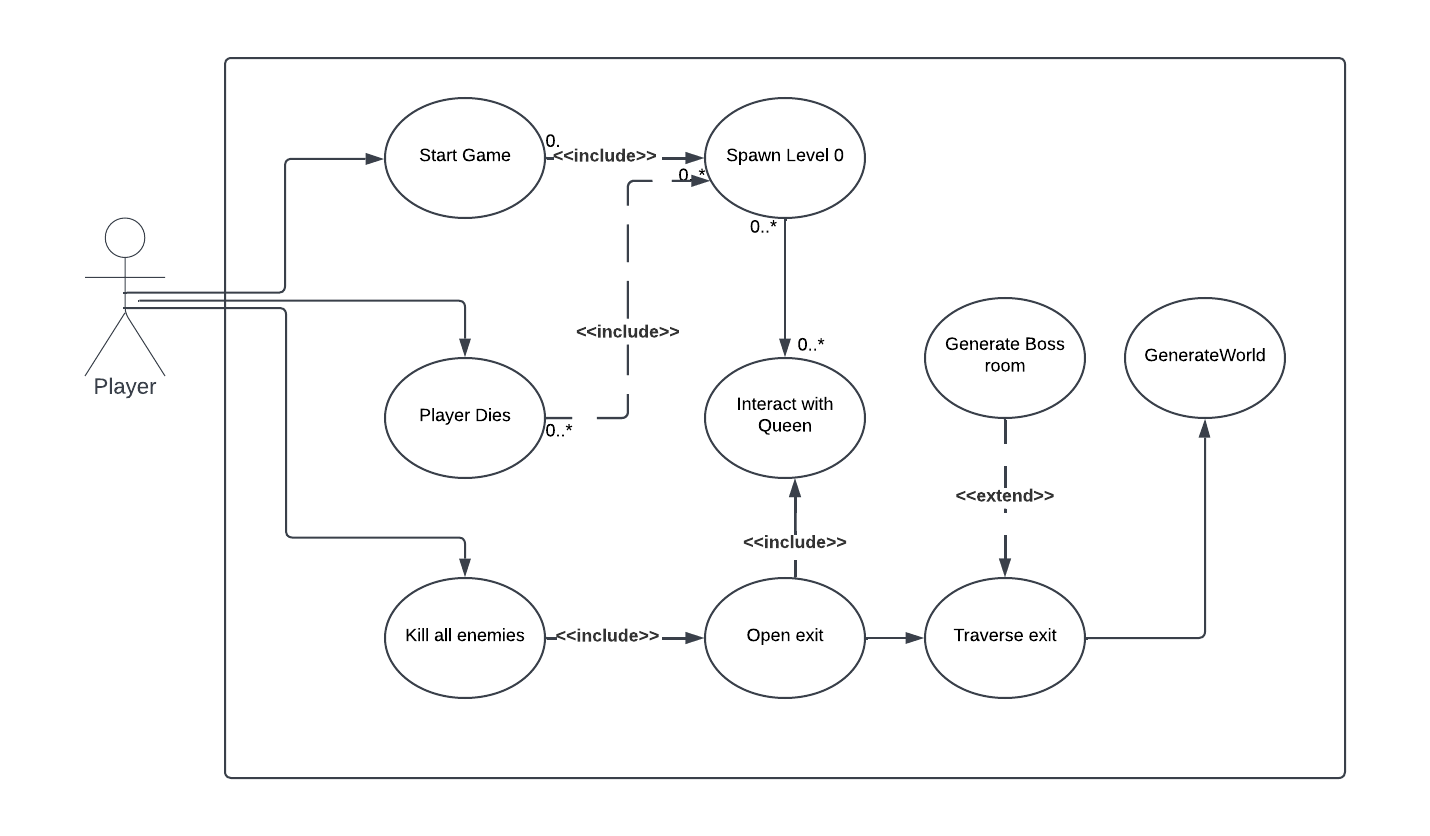 Start Game
0.
<<include>>
Spawn Level 0
0..*
0..*
Player
<<include>>
0..*
Player Dies
0..*
Interact with
Queen
Generate Boss
room
GenerateWorld
<<extend>>
<<include>>
Kill all enemies
<<include>>
Open exit
Traverse exit